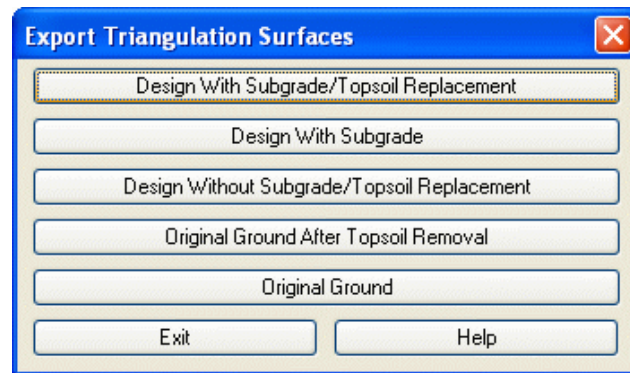 Export Triangulation Surfaces
Design With Subgrade/Topsoil Replacement
Design With Subgrade
Design Without Subgrade/Topsoil Replacement
Original Ground After Topsoil Removal
Original Ground
Exit Help